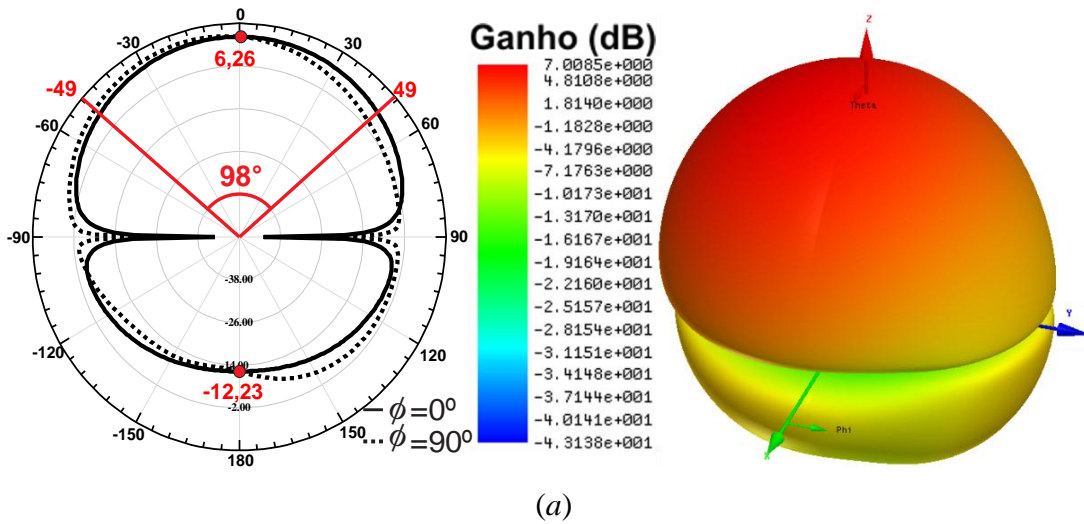 0
-30
30
6,26
-49
49
-60
60
98°
-90
90
-38.00
-26.00
-120
120
-14.00
-12,23
-2.00
-150
150
180
ϕ=0º
ϕ=90º
Ganho (dB)
7.0085e+000
4.8108e+000
1.8140e+000
-1.1828e+000
-4.1796e+000
-7.1763e+000
-1.0173e+001
-1.3170e+001
-1.6167e+001
-1.9164e+001
-2.2160e+001
-2.5157e+001
-2.8154e+001
-3.1151e+001
-3.4148e+001
-3.7144e+001
-4.0141e+001
-4.3138e+001
Z
Theta
Y
Phi
X
(a)